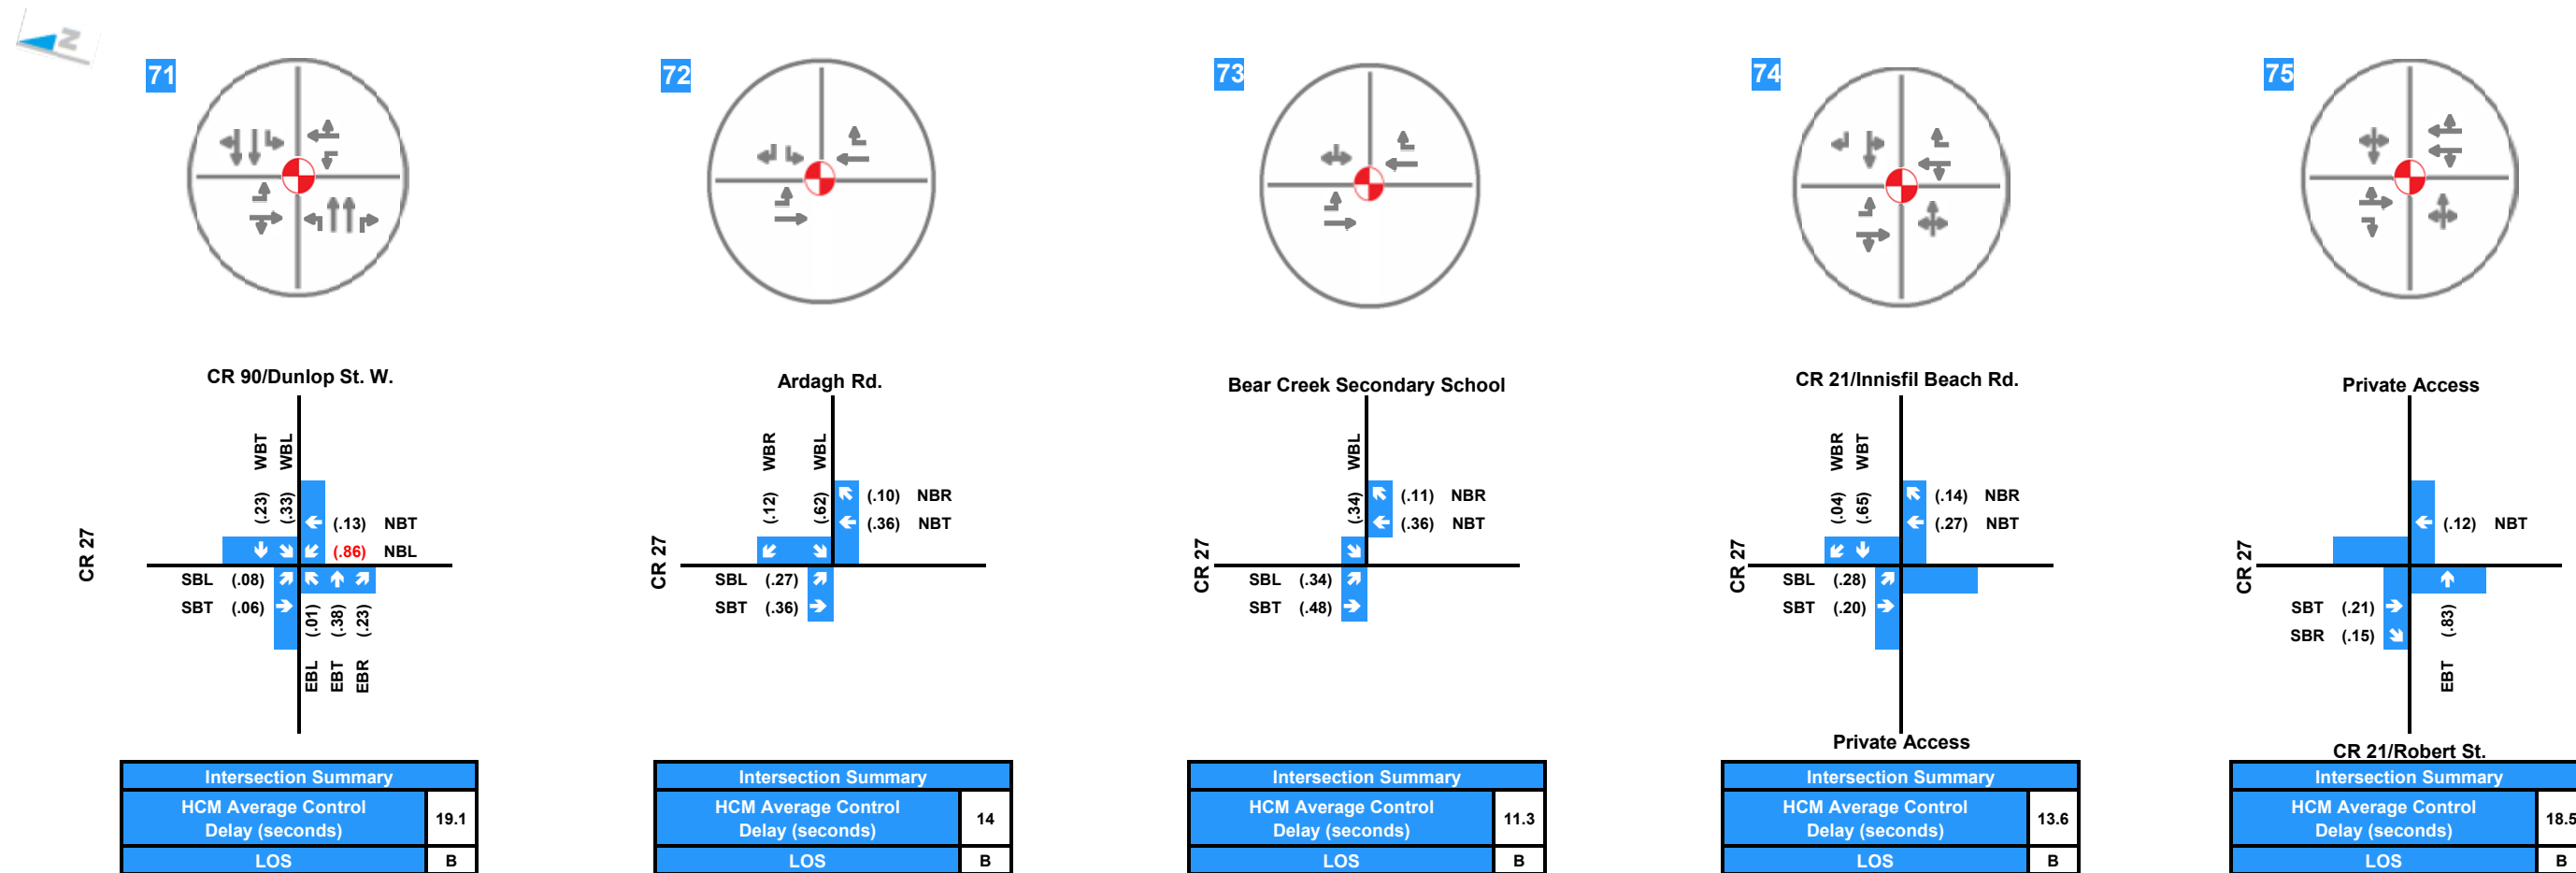 N
71
72
73
74
75
CR 90/Dunlop St. W.
CR 27
WBT
WBL
(.23)
(.33)
(.13) NBT
(.86) NBL
SBL (.08)
SBT (.06)
(.01)
(.38)
(.23)
EBL
EBT
EBR
Intersection Summary
HCM Average Control
Delay (seconds)
19.1
LOS B
Ardagh Rd.
CR 27
WBR
WBL
(.12)
(.62)
(.10) NBR
(.36) NBT
SBL (.27)
SBT (.36)
Intersection Summary
HCM Average Control
Delay (seconds)
14
LOS B
Bear Creek Secondary School
CR 27
WBL
(.34)
(.11) NBR
(.36) NBT
SBL (.34)
SBT (.48)
Intersection Summary
HCM Average Control
Delay (seconds)
11.3
LOS B
CR 21/Innisfil Beach Rd.
CR 27
WBR
WBT
(.04)
(.65)
(.14) NBR
(.27) NBT
SBL (.28)
SBT (.20)
Private Access
Intersection Summary
HCM Average Control
Delay (seconds)
13.6
LOS B
Private Access
CR 27
(.12) NBT
SBT (.21)
SBR (.15)
(.83)
EBT
CR 21/Robert St.
Intersection Summary
HCM Average Control
Delay (seconds)
18.5
LOS B